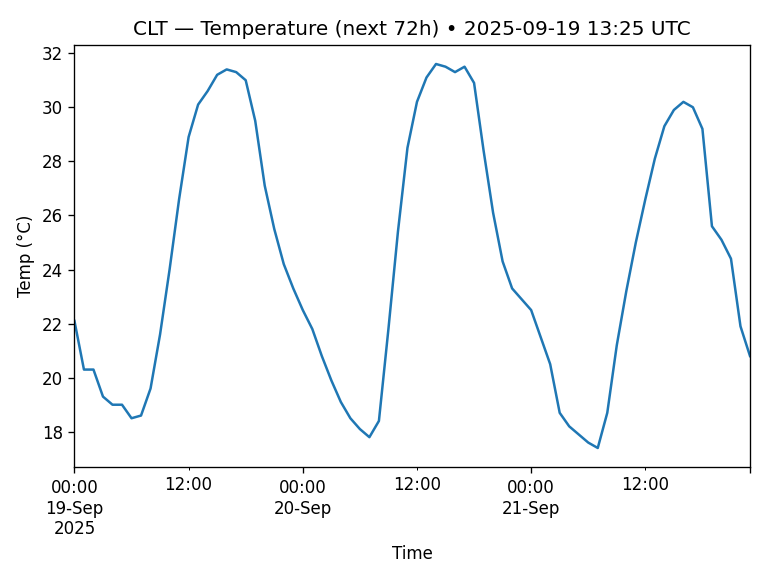 CLT — Temperature (next 72h) • 2025-09-19 13:25 UTC
32
30
28
26
24
22
20
18
Temp (°C)
00:00 12:00 00:00 12:00 00:00 12:00
19-Sep 20-Sep 21-Sep
2025
Time